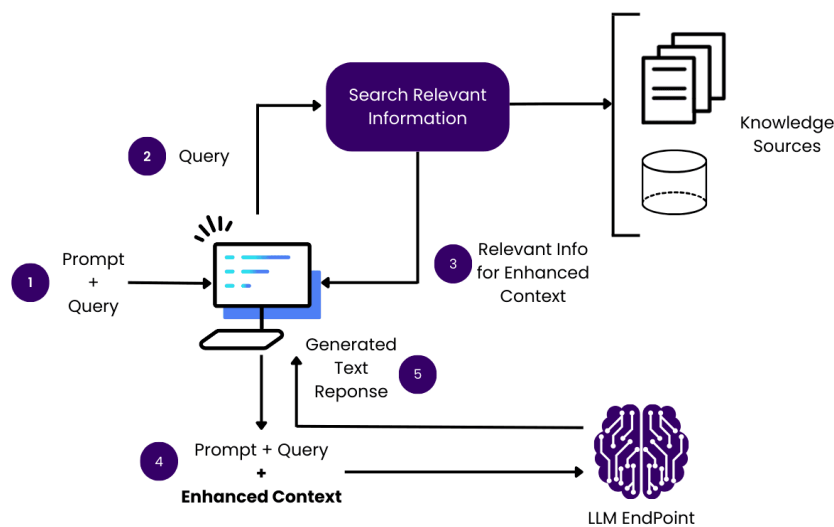 Search Relevant
Information
Knowledge
Sources
2
Query
1
Prompt
+
Query
3
Relevant Info
for Enhanced
Context
Generated
Text
Reponse
5
4
Prompt + Query
+
Enhanced Context
LLM EndPoint